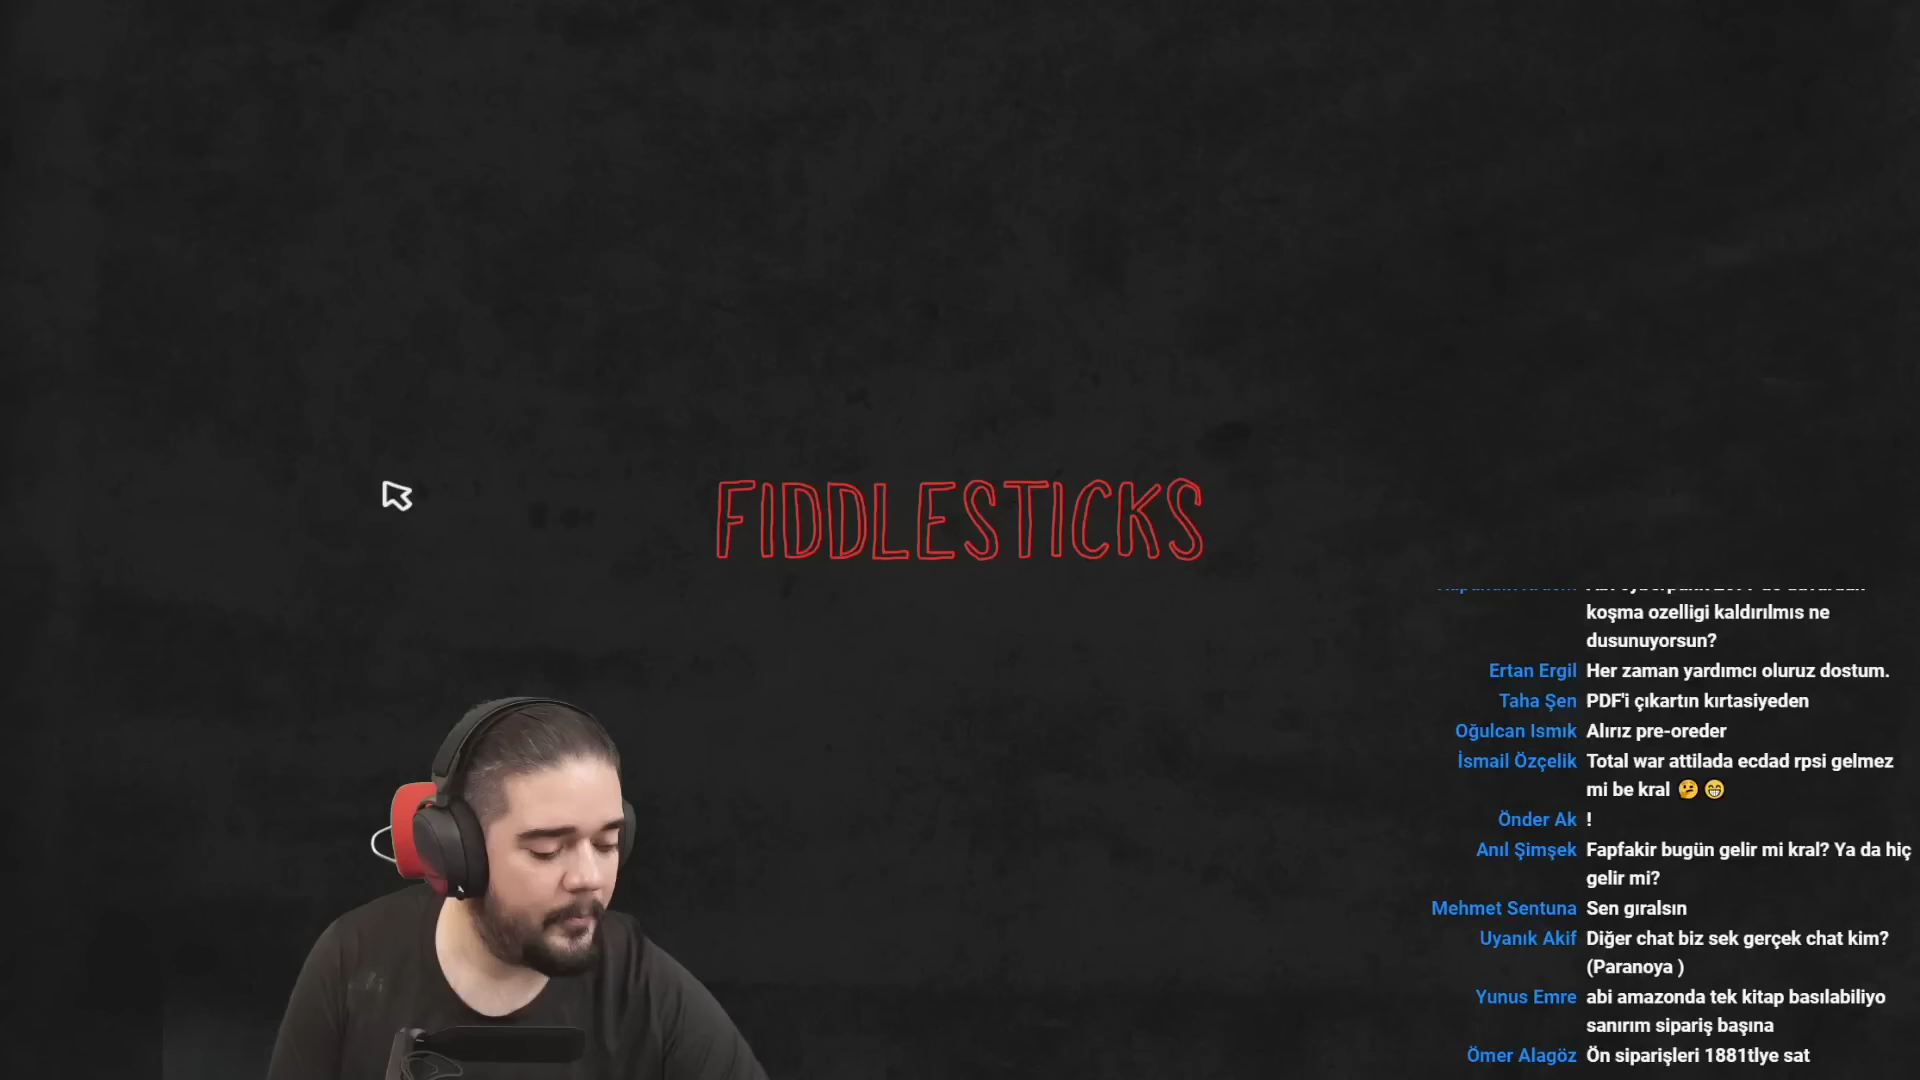 FIDDLESTICKS
koşma ozelligi kaldırılmıs ne
dusunuyorsun?
Ertan Ergil Her zaman yardımcı oluruz dostum.
Taha Şen PDF'i çıkartın kırtasiyeden
Oğulcan Ismık Alırız pre-oreder
İsmail Özçelik Total war attilada ecdad rpsi gelmez
mi be kral 🤔 😁
Önder Ak !
Anıl Şimşek Fapfakir bugün gelir mi kral? Ya da hiç
gelir mi?
Mehmet Sentuna Sen gıralsın
Uyanık Akif Diğer chat biz sek gerçek chat kim?
(Paranoya )
Yunus Emre abi amazonda tek kitap basılabiliyo
sanırım sipariş başına
Ömer Alagöz Ön siparişleri 1881tlye sat